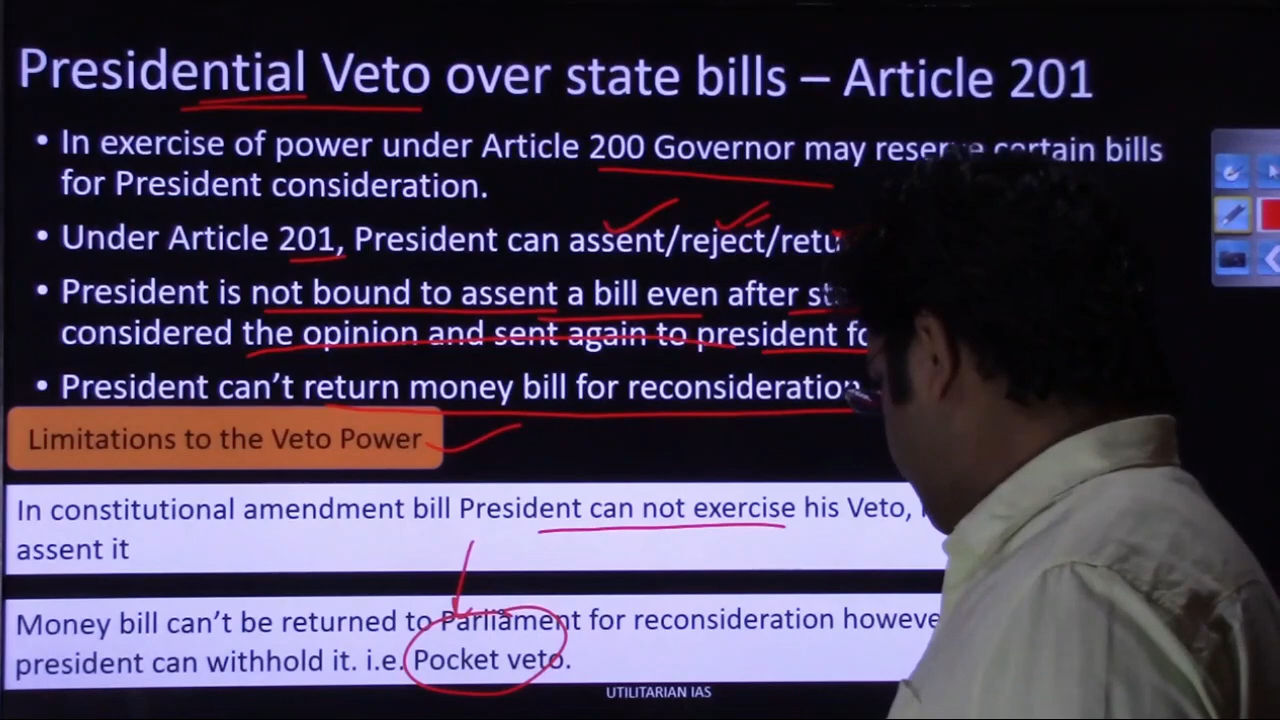 Presidential Veto over state bills – Article 201
• In exercise of power under Article 200 Governor may reserve certain bills
for President consideration.
• Under Article 201, President can assent/reject/retu
• President is not bound to assent a bill even after st
considered the opinion and sent again to president fo
• President can't return money bill for reconsideration
Limitations to the Veto Power
In constitutional amendment bill President can not exercise his Veto,
assent it
Money bill can't be returned to Parliament for reconsideration howeve
president can withhold it. i.e. Pocket veto.
UTILITARIAN IAS